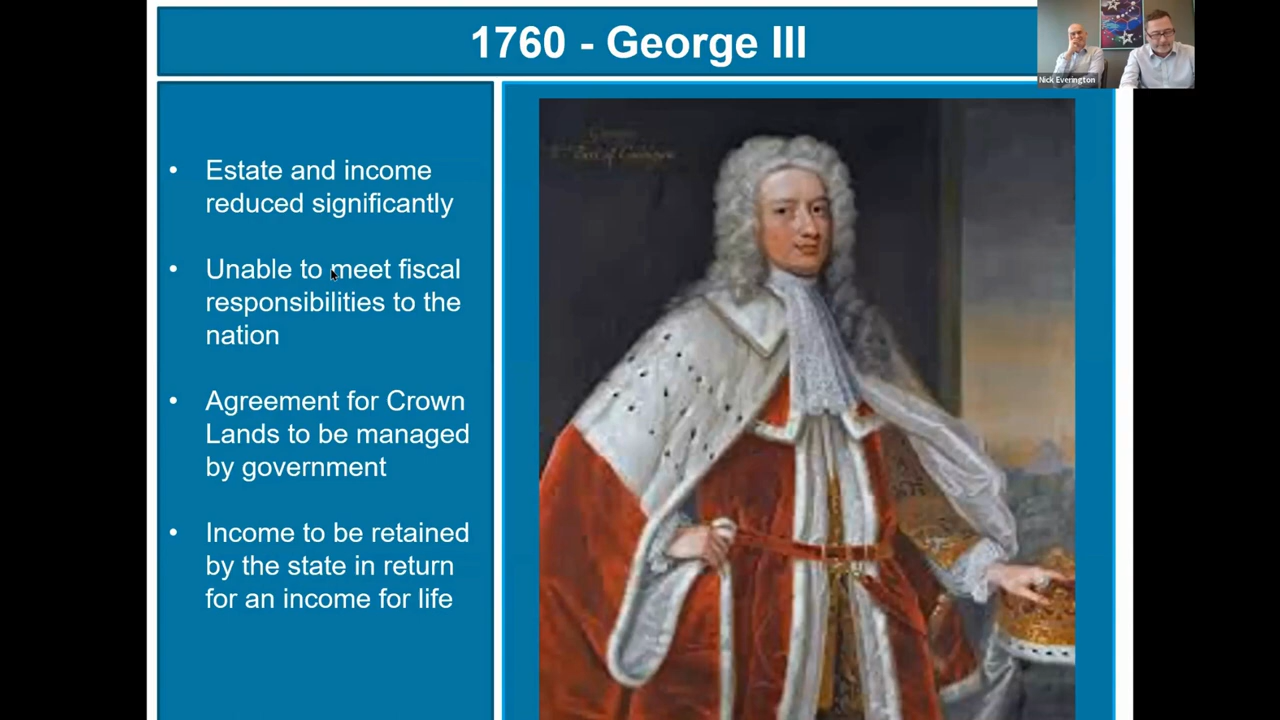 1760 - George III
Nick Everington
• Estate and income
reduced significantly
• Unable to meet fiscal
responsibilities to the
nation
• Agreement for Crown
Lands to be managed
by government
• Income to be retained
by the state in return
for an income for life